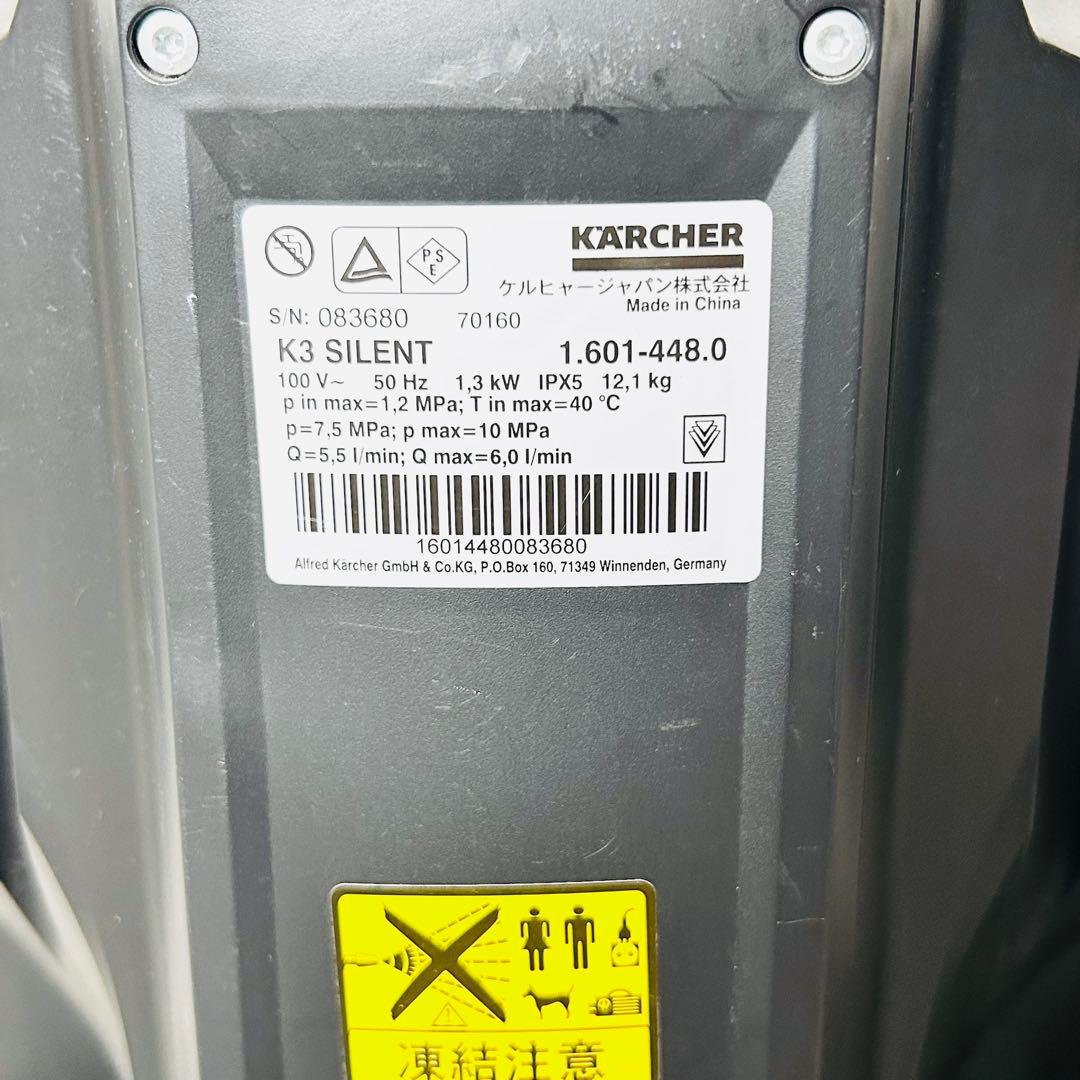 PSE
KÄRCHER
ケルヒャージャパン株式会社
Made in China
S/N: 083680 70160
K3 SILENT 1.601-448.0
100 V~ 50 Hz 1,3 kW IPX5 12,1 kg
p in max=1,2 MPa; T in max=40 °C
p=7,5 MPa; p max=10 MPa
Q=5,5 l/min; Q max=6,0 l/min
16014480083680
Alfred Kärcher GmbH & Co.KG, P.O.Box 160, 71349 Winnenden, Germany
凍結注意